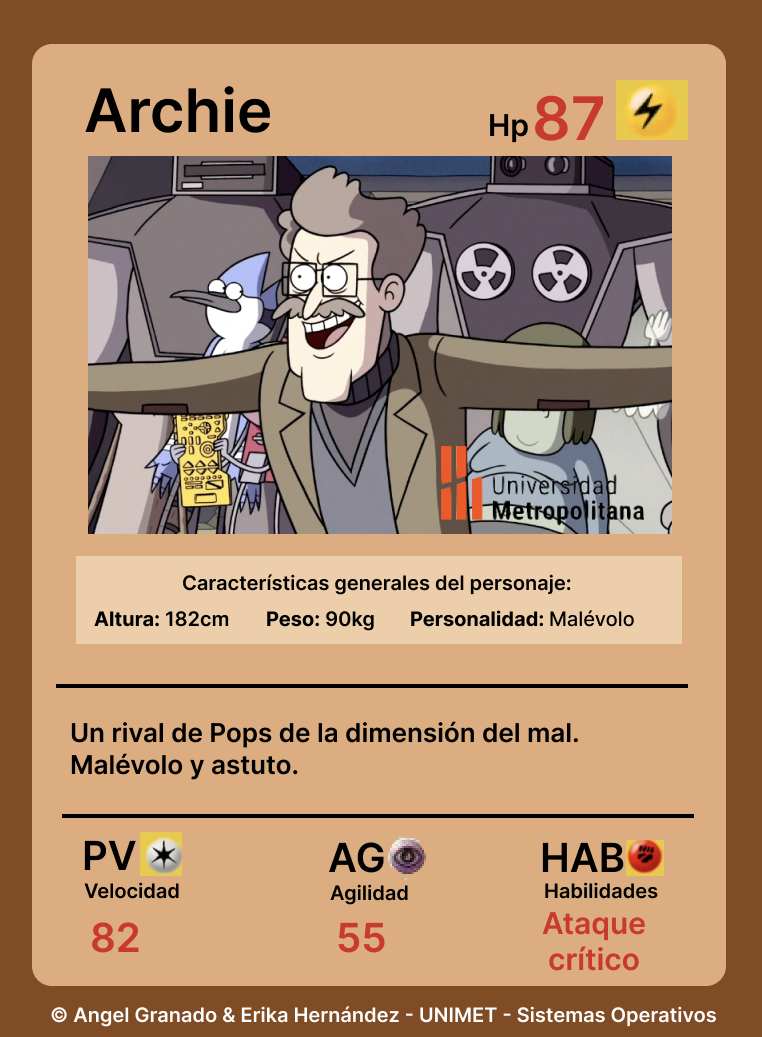 Archie
Hp 87
Universidad
Metropolitana
Características generales del personaje:
Altura: 182cm Peso: 90kg Personalidad: Malévolo
Un rival de Pops de la dimensión del mal.
Malévolo y astuto.
PV AG HAB
Velocidad Agilidad Habilidades
82 55 Ataque
crítico
© Angel Granado & Erika Hernández - UNIMET - Sistemas Operativos